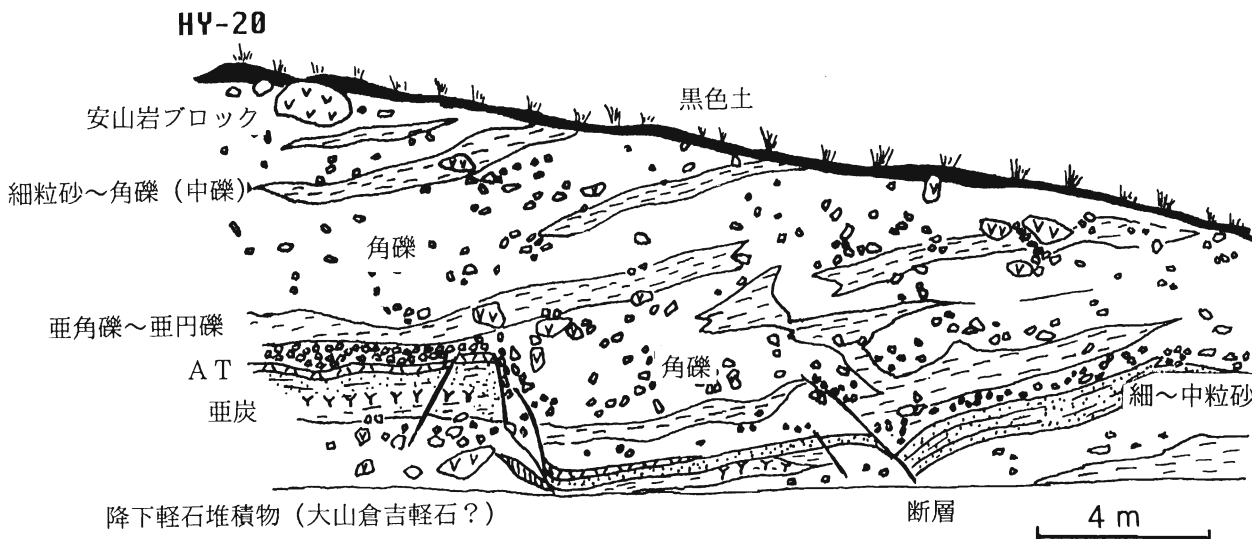 HY-20
黒色土
安山岩ブロック
細粒砂～角礫（中礫）
角礫
亜角礫～亜円礫
AT
角礫
細～中粒砂
亜炭
降下軽石堆積物（大山倉吉軽石？）
断層
4 m